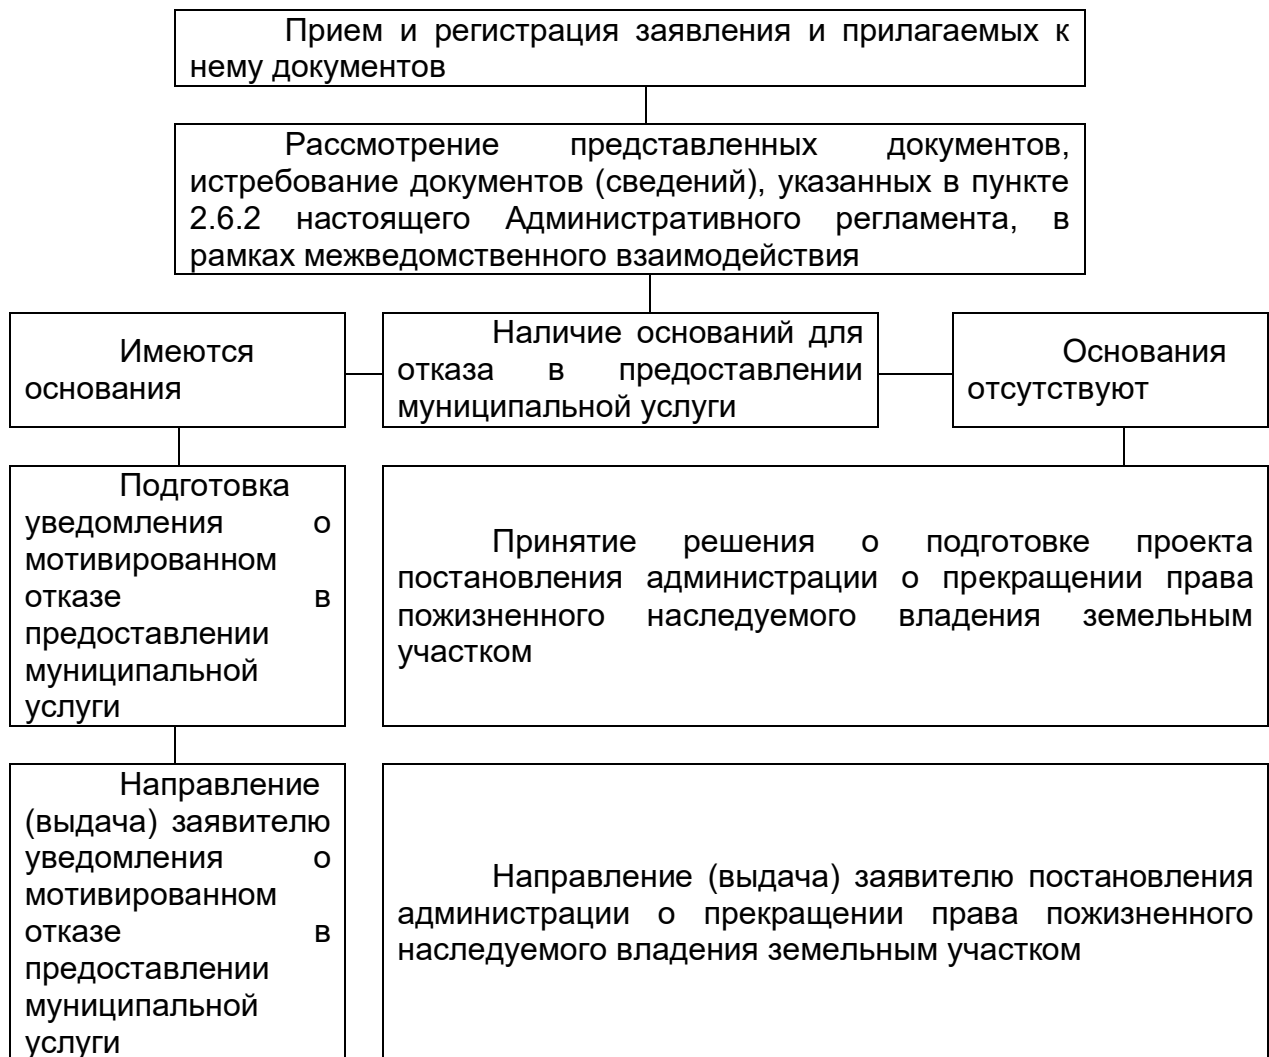 Прием и регистрация заявления и прилагаемых к
нему документов
Рассмотрение представленных документов,
истребование документов (сведений), указанных в пункте
2.6.2 настоящего Административного регламента, в
рамках межведомственного взаимодействия
Имеются
основания
Наличие оснований для
отказа в предоставлении
муниципальной услуги
Основания
отсутствуют
Подготовка
уведомления о
мотивированном
отказе в
предоставлении
муниципальной
услуги
Принятие решения о подготовке проекта
постановления администрации о прекращении права
пожизненного наследуемого владения земельным
участком
Направление
(выдача) заявителю
уведомления о
мотивированном
отказе в
предоставлении
муниципальной
услуги
Направление (выдача) заявителю постановления
администрации о прекращении права пожизненного
наследуемого владения земельным участком